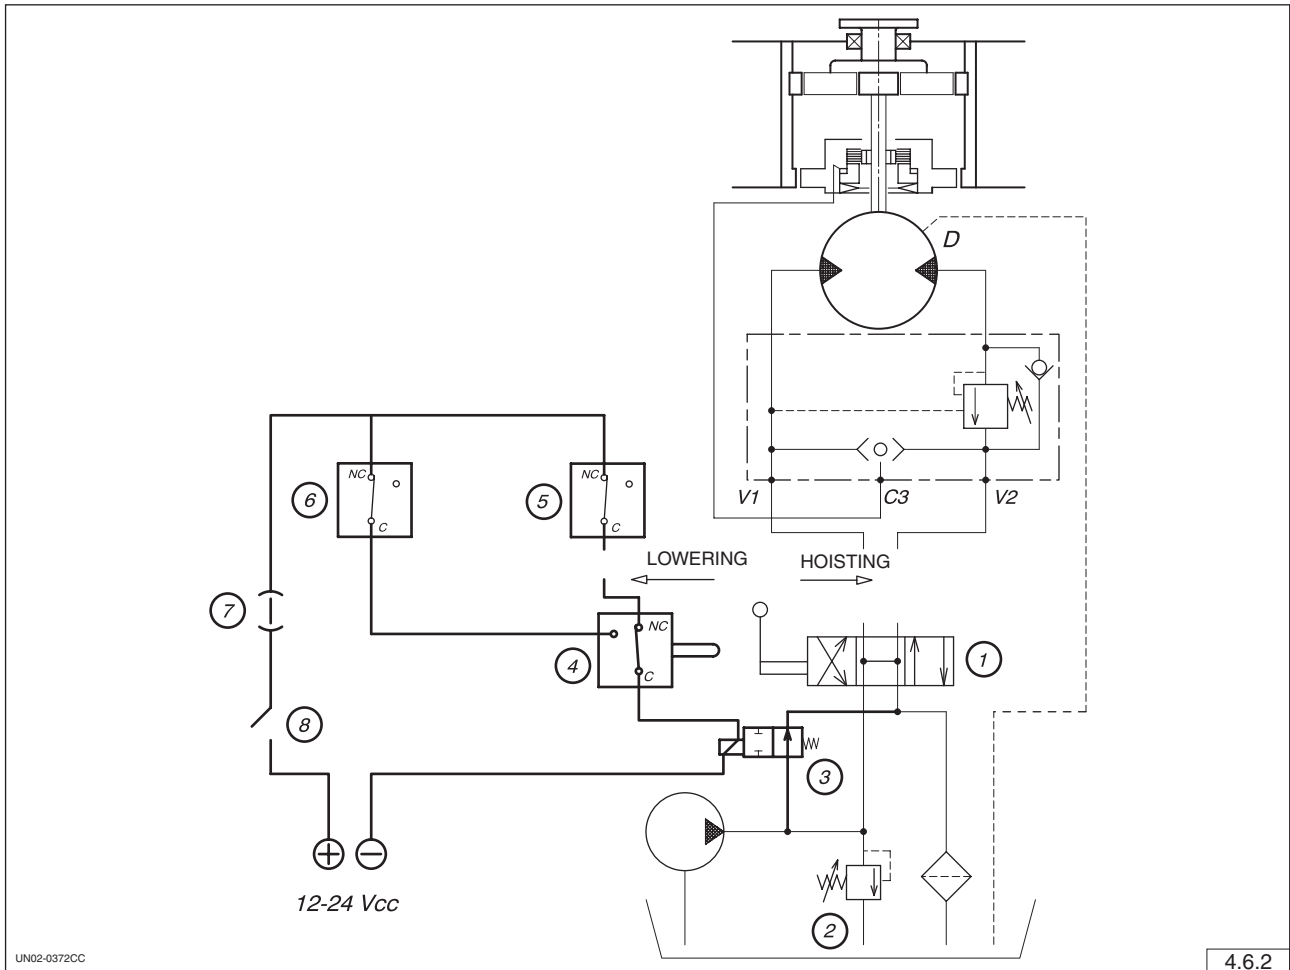 D
V1
C3
V2
NC
C
6
NC
C
5
LOWERING
HOISTING
7
NC
C
4
1
8
3
12-24 Vcc
2
UN02-0372CC
4.6.2